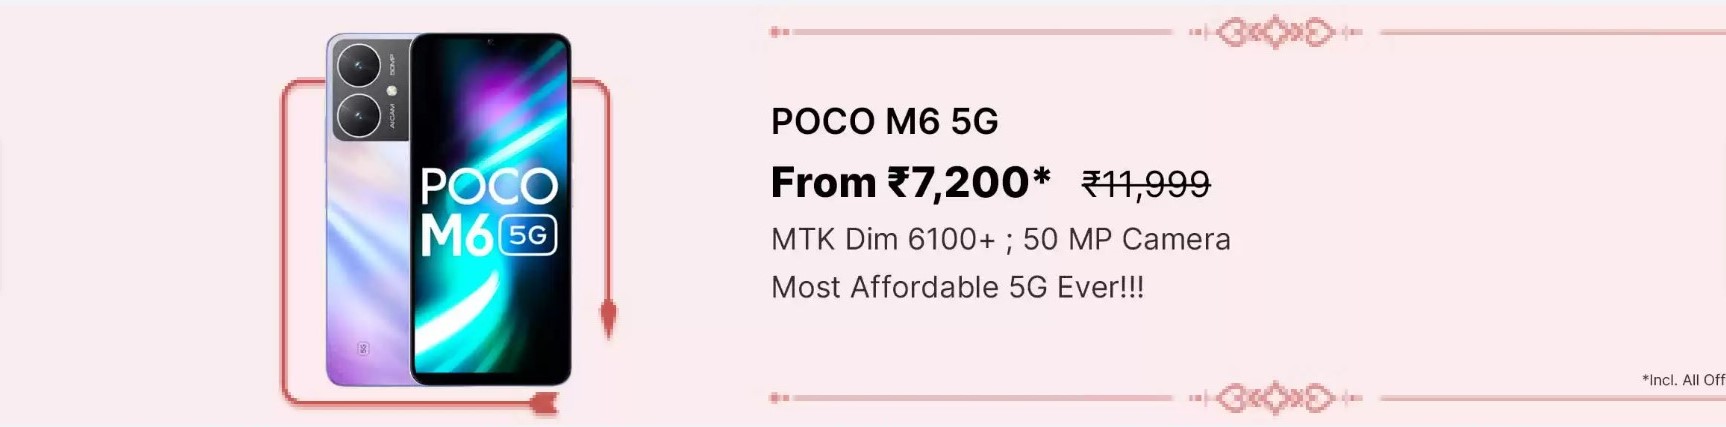 50MP
AI CAM
POCO
M6 5G
5G
POCO M6 5G
From ₹7,200* ₹11,999
MTK Dim 6100+ ; 50 MP Camera
Most Affordable 5G Ever!!!
*Incl. All Off